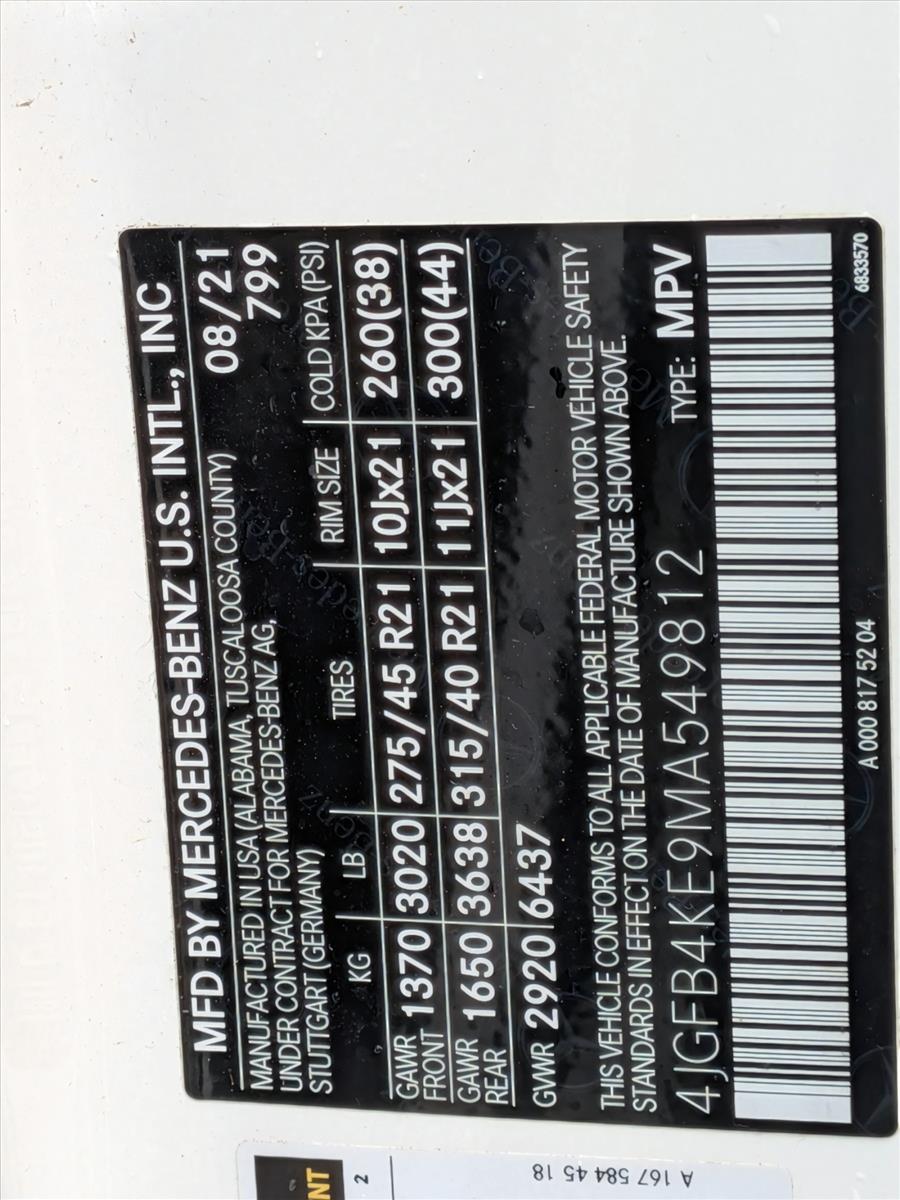 MFD BY MERCEDES-BENZ U.S. INTL., INC
MANUFACTURED IN USA (ALABAMA, TUSCALOOSA COUNTY) 08/21
UNDER CONTRACT FOR MERCEDES-BENZ AG, 799
STUTTGART (GERMANY)
KG LB TIRES RIM SIZE COLD KPA (PSI)
GAWR FRONT 1370 3020 275/45 R21 10Jx21 260(38)
GAWR REAR 1650 3638 315/40 R21 11Jx21 300(44)
GVWR 2920 6437
THIS VEHICLE CONFORMS TO ALL APPLICABLE FEDERAL MOTOR VEHICLE SAFETY
STANDARDS IN EFFECT ON THE DATE OF MANUFACTURE SHOWN ABOVE.
4JGFB4KE9MA549812 TYPE: MPV
A 000 817 52 04 6833570
NT
2
A 167 584 45 18